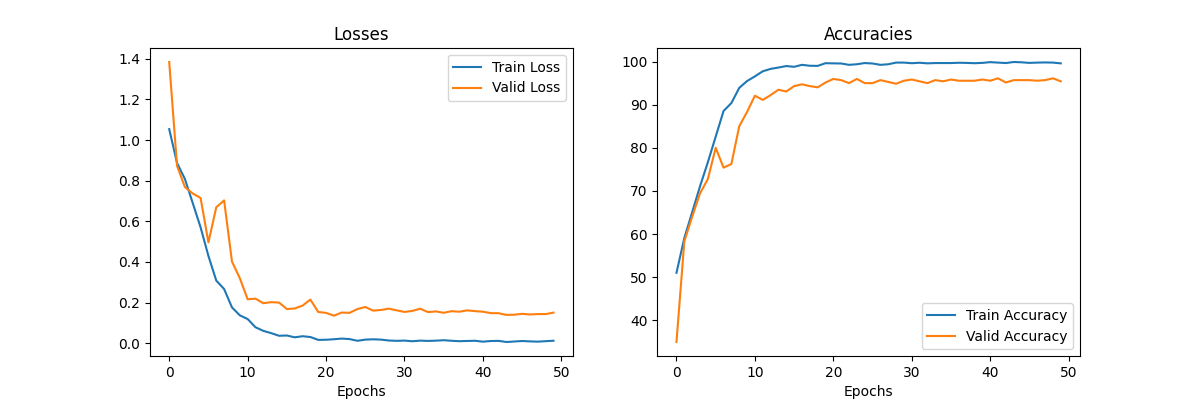 Losses
1.4
1.2
1.0
0.8
0.6
0.4
0.2
0.0
0 10 20 30 40 50
Epochs
Train Loss
Valid Loss
Accuracies
100
90
80
70
60
50
40
0 10 20 30 40 50
Epochs
Train Accuracy
Valid Accuracy